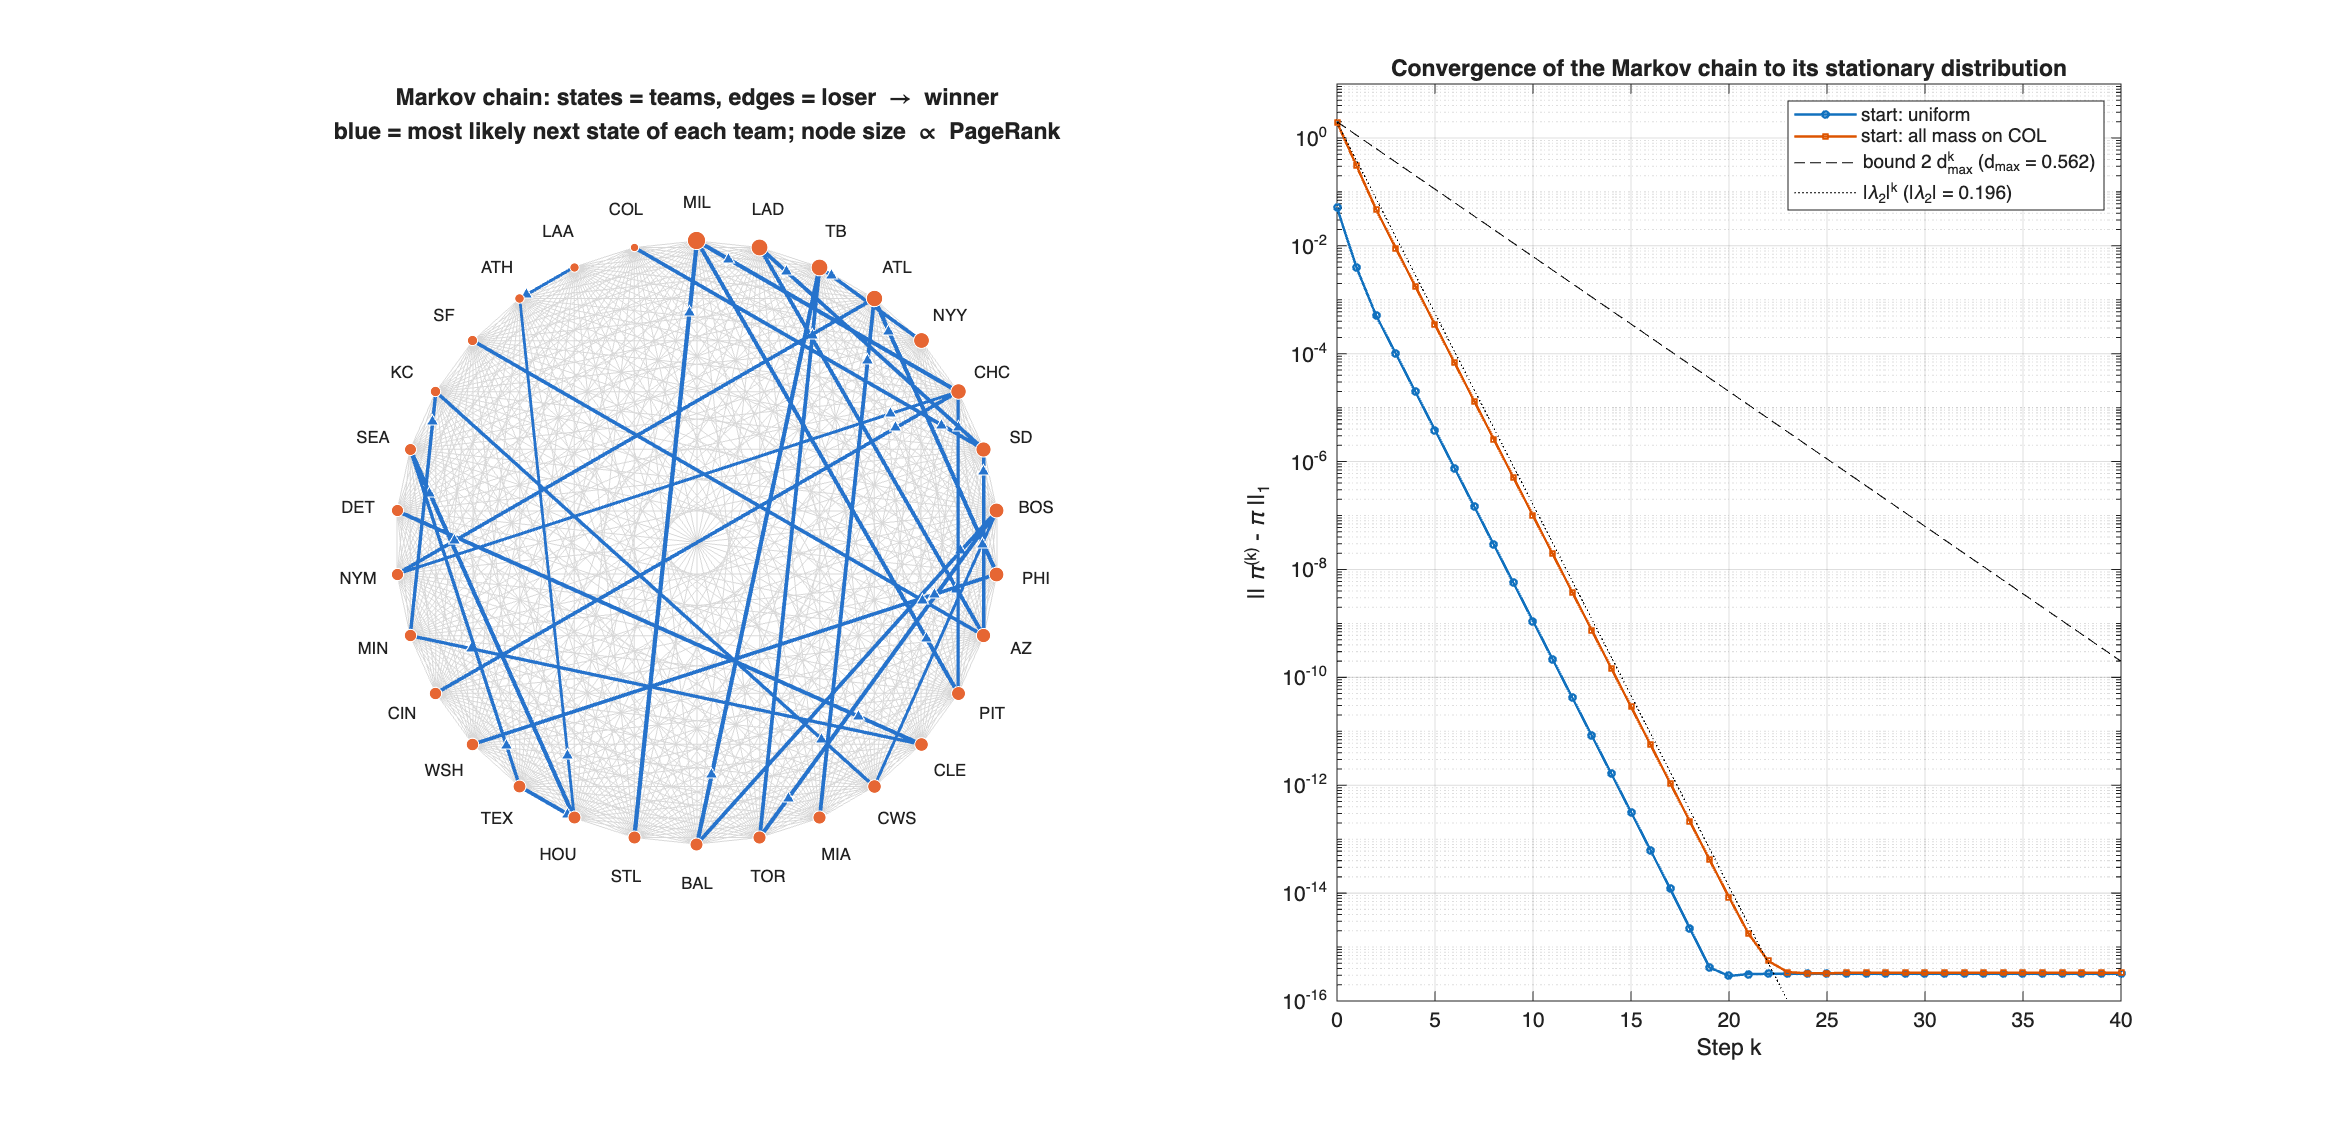 Markov chain: states = teams, edges = loser → winner
blue = most likely next state of each team; node size ∝ PageRank
MIL
LAD
TB
ATL
NYY
CHC
SD
BOS
PHI
AZ
PIT
CLE
CWS
MIA
TOR
BAL
STL
HOU
TEX
WSH
CIN
MIN
NYM
DET
SEA
KC
SF
ATH
LAA
COL
Convergence of the Markov chain to its stationary distribution
start: uniform
start: all mass on COL
bound 2 d^k_max (d_max = 0.562)
|λ_2|^k (|λ_2| = 0.196)
|| π^(k) - π ||_1
10^0
10^-2
10^-4
10^-6
10^-8
10^-10
10^-12
10^-14
10^-16
0 5 10 15 20 25 30 35 40
Step k